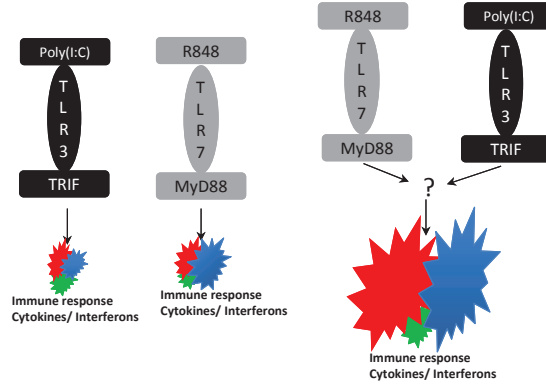 Poly(I:C)
T
L
R
3
TRIF
Immune response
Cytokines/ Interferons
R848
T
L
R
7
MyD88
Immune response
Cytokines/ Interferons
R848
T
L
R
7
MyD88
Poly(I:C)
T
L
R
3
TRIF
?
Immune response
Cytokines/ Interferons